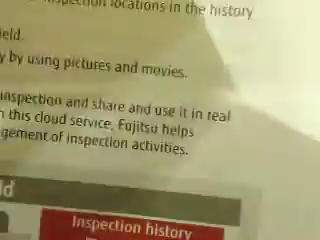 inspection locations in the history
ield.
y by using pictures and movies.
inspection and share and use it in real
this cloud service, Fujitsu helps
gement of inspection activities.
ld
Inspection history